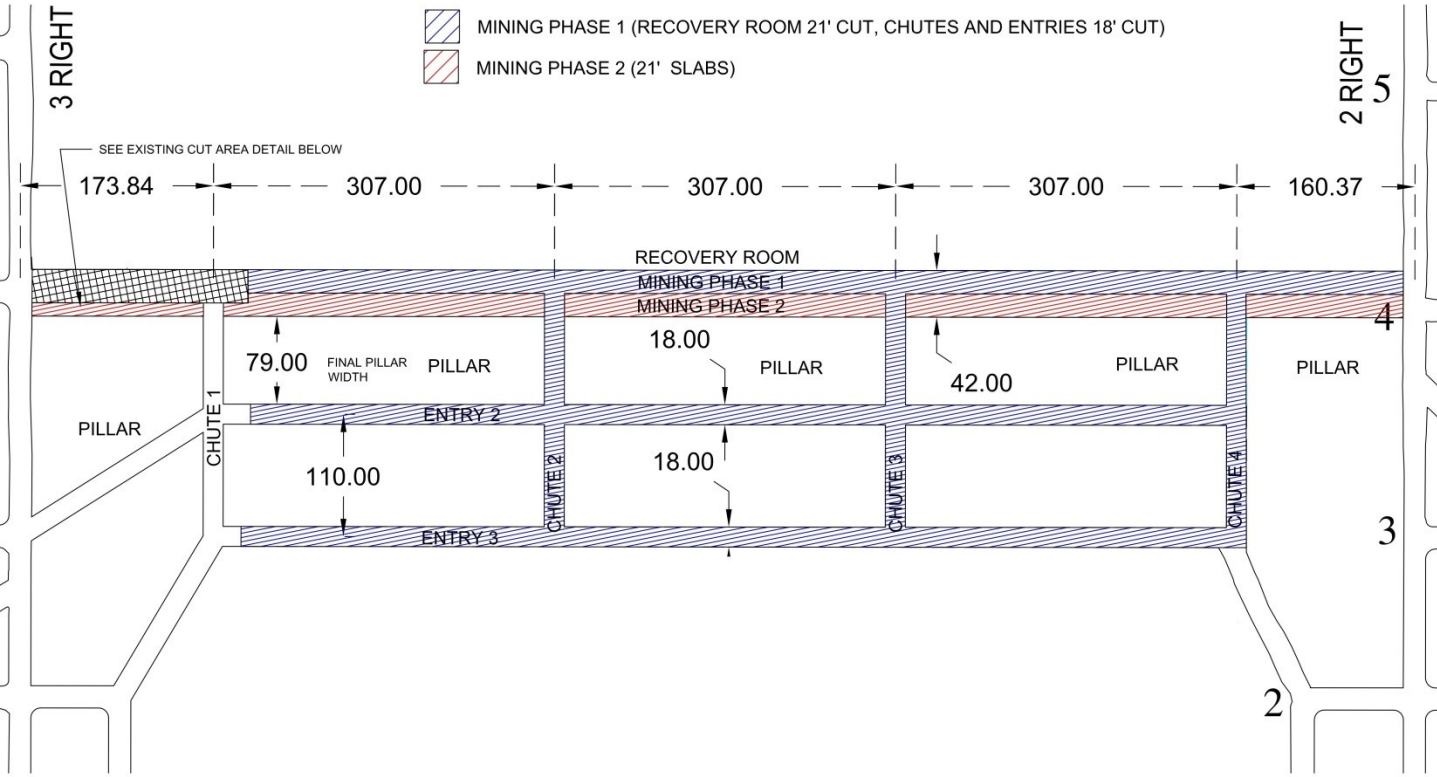 MINING PHASE 1 (RECOVERY ROOM 21' CUT, CHUTES AND ENTRIES 18' CUT)
MINING PHASE 2 (21' SLABS)
3 RIGHT
2 RIGHT
5
SEE EXISTING CUT AREA DETAIL BELOW
173.84
307.00
307.00
307.00
160.37
RECOVERY ROOM
MINING PHASE 1
MINING PHASE 2
4
79.00
FINAL PILLAR
WIDTH
PILLAR
18.00
PILLAR
42.00
PILLAR
PILLAR
PILLAR
CHUTE 1
ENTRY 2
110.00
18.00
CHUTE 2
CHUTE 3
CHUTE 4
ENTRY 3
3
2